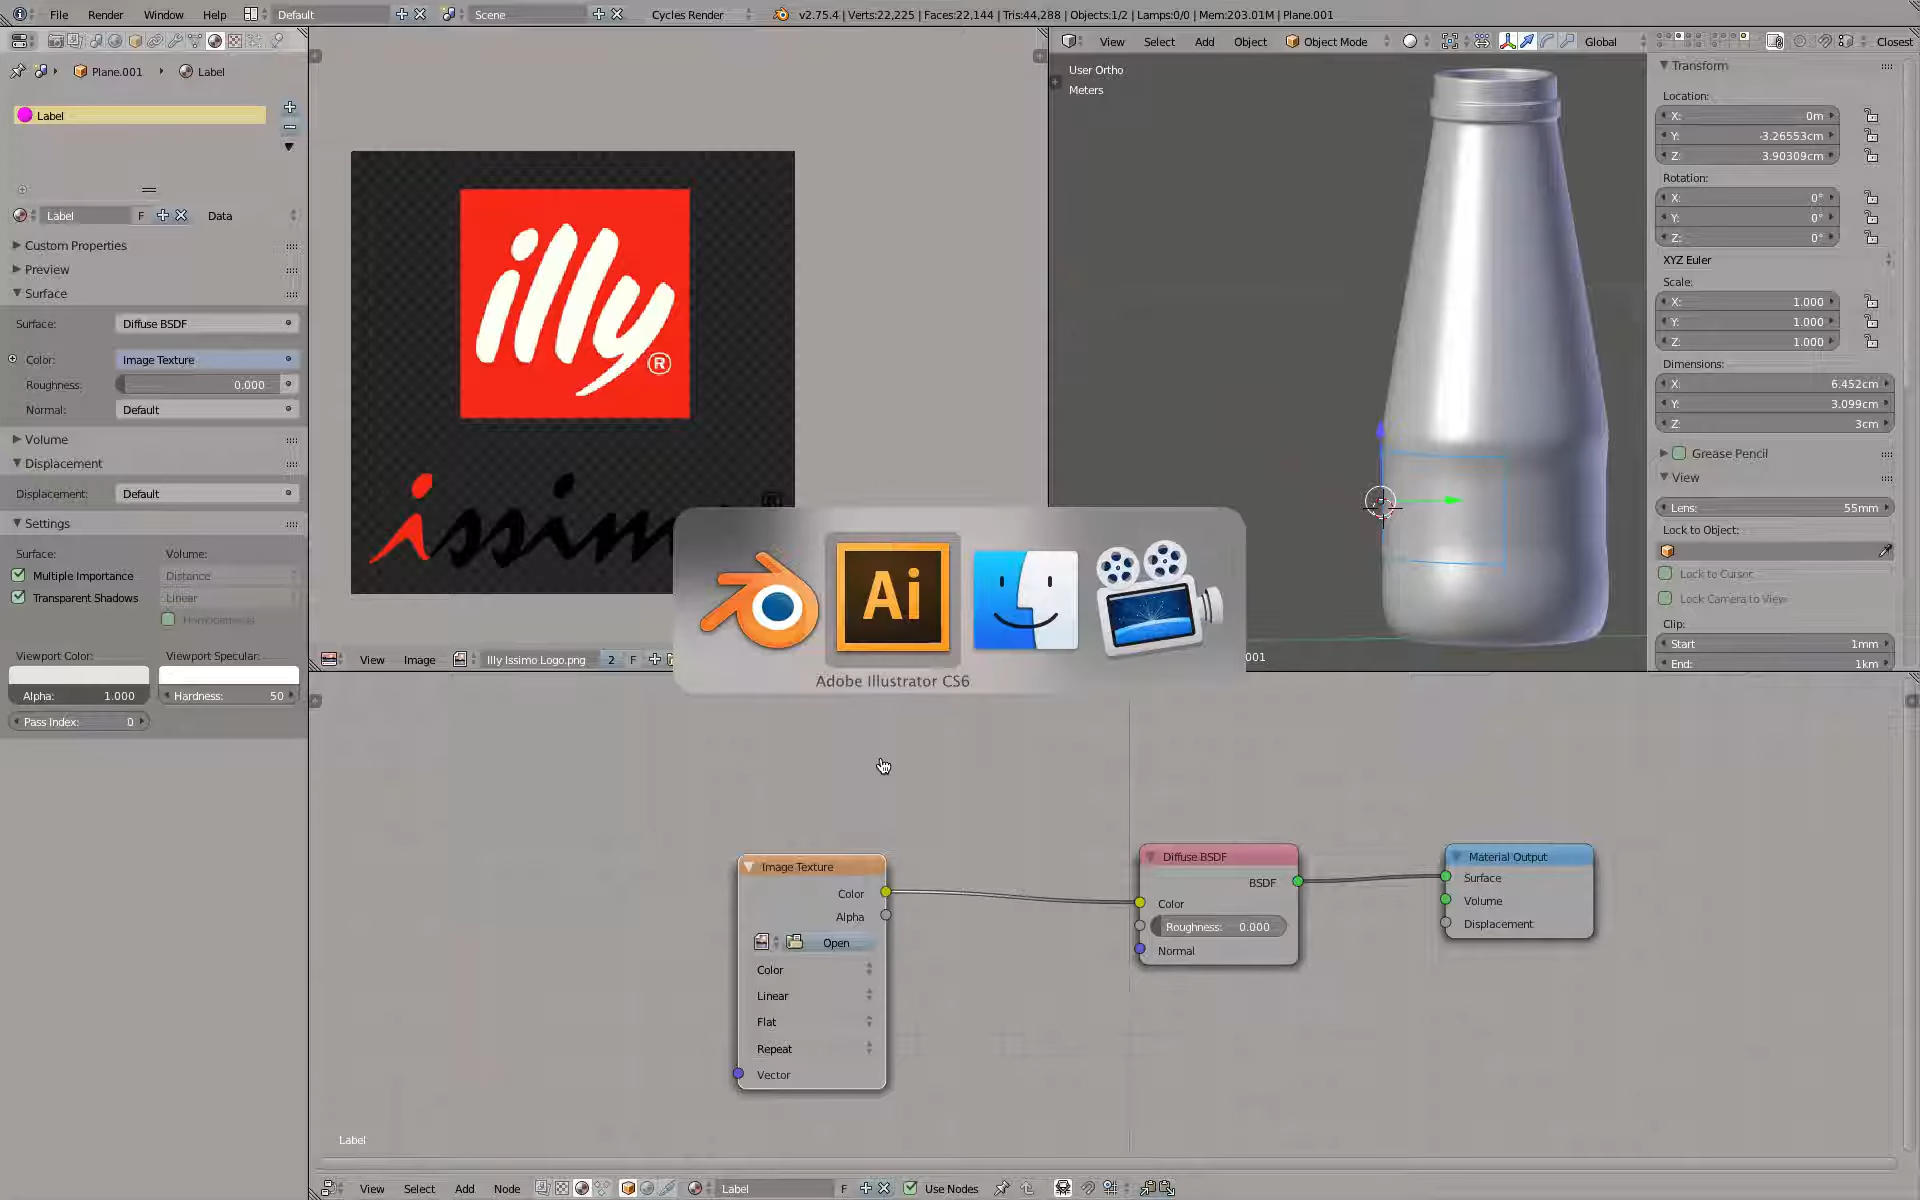 File Render Window Help Default Scene Cycles Render v2.75.4 | Verts:22,225 | Faces:22,144 | Tris:44,288 | Objects:1/2 | Lamps:0/0 | Mem:203.01M | Plane.001
View Select Add Object Object Mode Global Closest
Plane.001 Label
Label
Label F Data
Custom Properties
Preview
Surface
Surface: Diffuse BSDF
Color: Image Texture
Roughness: 0.000
Normal: Default
Volume
Displacement
Displacement: Default
Settings
Surface: Volume:
Multiple Importance Distance
Transparent Shadows Linear
Homogeneous
Viewport Color: Viewport Specular:
Alpha: 1.000 Hardness: 50
Pass Index: 0
illy
®
issim
View Image Illy Issimo Logo.png 2 F
User Ortho
Meters
001
Transform
Location:
X: 0m
Y: -3.26553cm
Z: 3.90309cm
Rotation:
X: 0°
Y: 0°
Z: 0°
XYZ Euler
Scale:
X: 1.000
Y: 1.000
Z: 1.000
Dimensions:
X: 6.452cm
Y: 3.099cm
Z: 3cm
Grease Pencil
View
Lens: 55mm
Lock to Object:
Lock to Cursor
Lock Camera to View
Clip:
Start 1mm
End: 1km
Ai
Adobe Illustrator CS6
Image Texture
Color
Alpha
Open
Color
Linear
Flat
Repeat
Vector
Diffuse BSDF
BSDF
Color
Roughness: 0.000
Normal
Material Output
Surface
Volume
Displacement
Label
View Select Add Node Label F Use Nodes